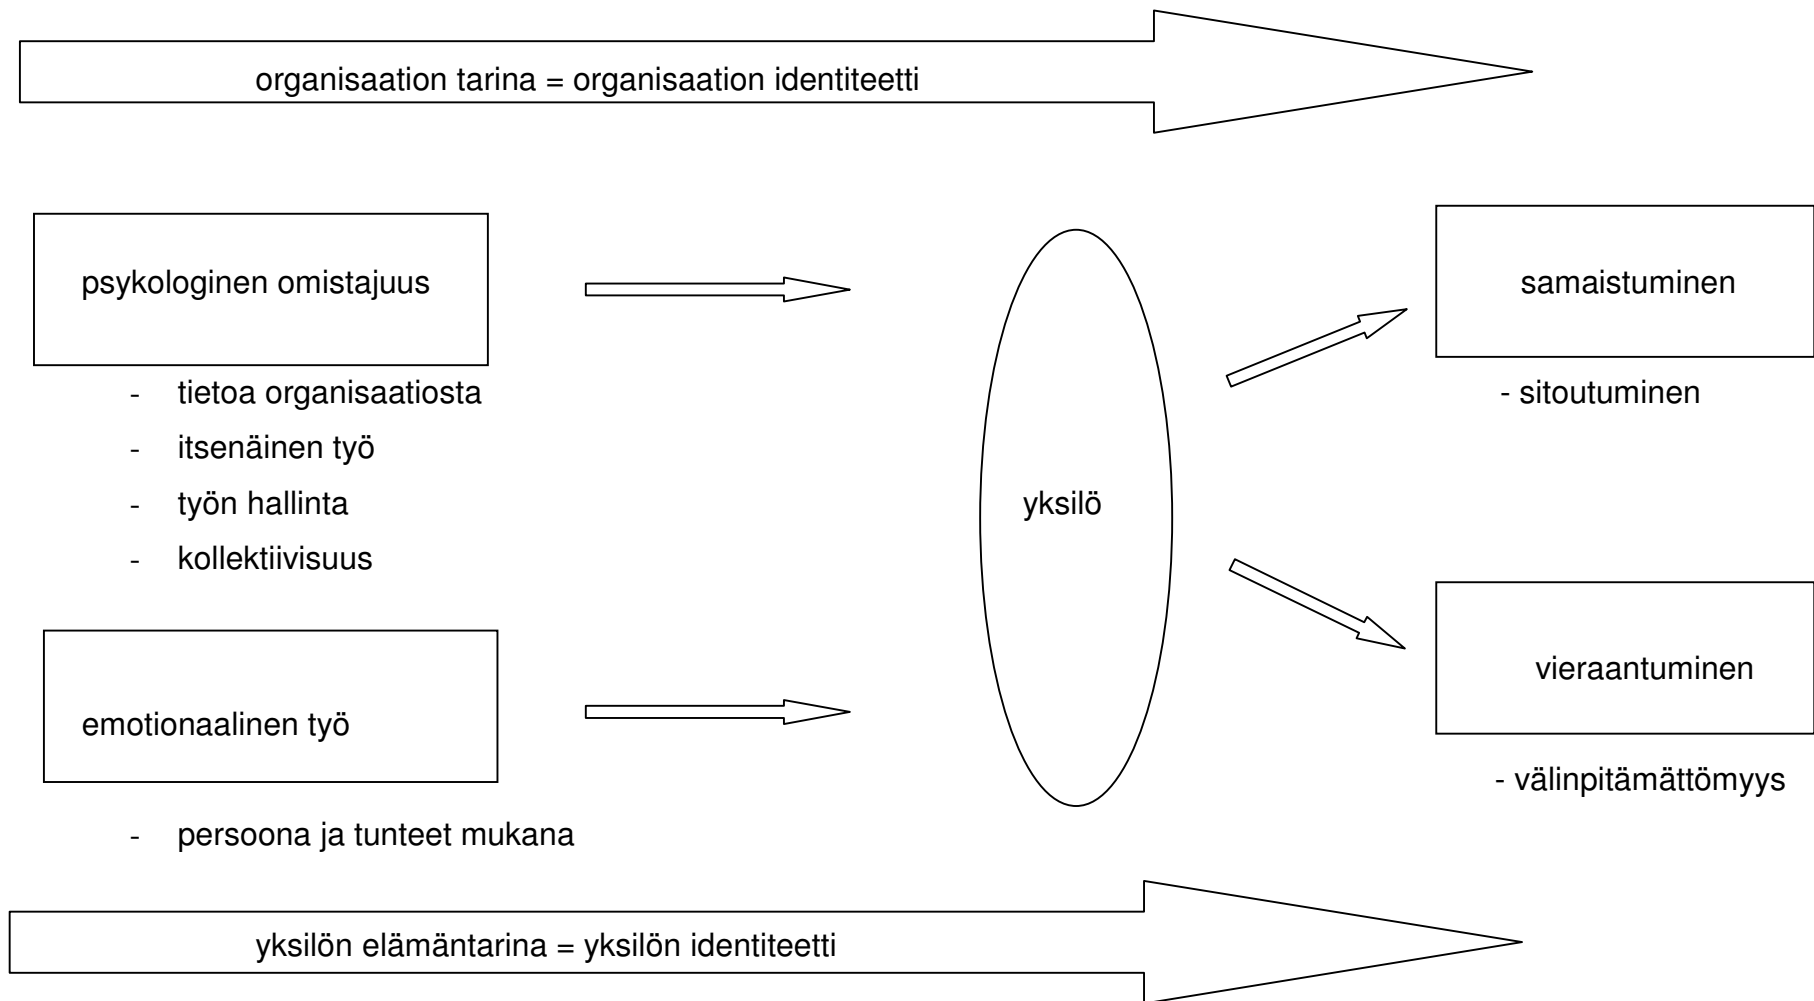 organisaation tarina = organisaation identiteetti
psykologinen omistajuus
- tietoa organisaatiosta
- itsenäinen työ
- työn hallinta
- kollektiivisuus
emotionaalinen työ
- persoona ja tunteet mukana
yksilö
samaistuminen
- sitoutuminen
vieraantuminen
- välinpitämättömyys
yksilön elämäntarina = yksilön identiteetti